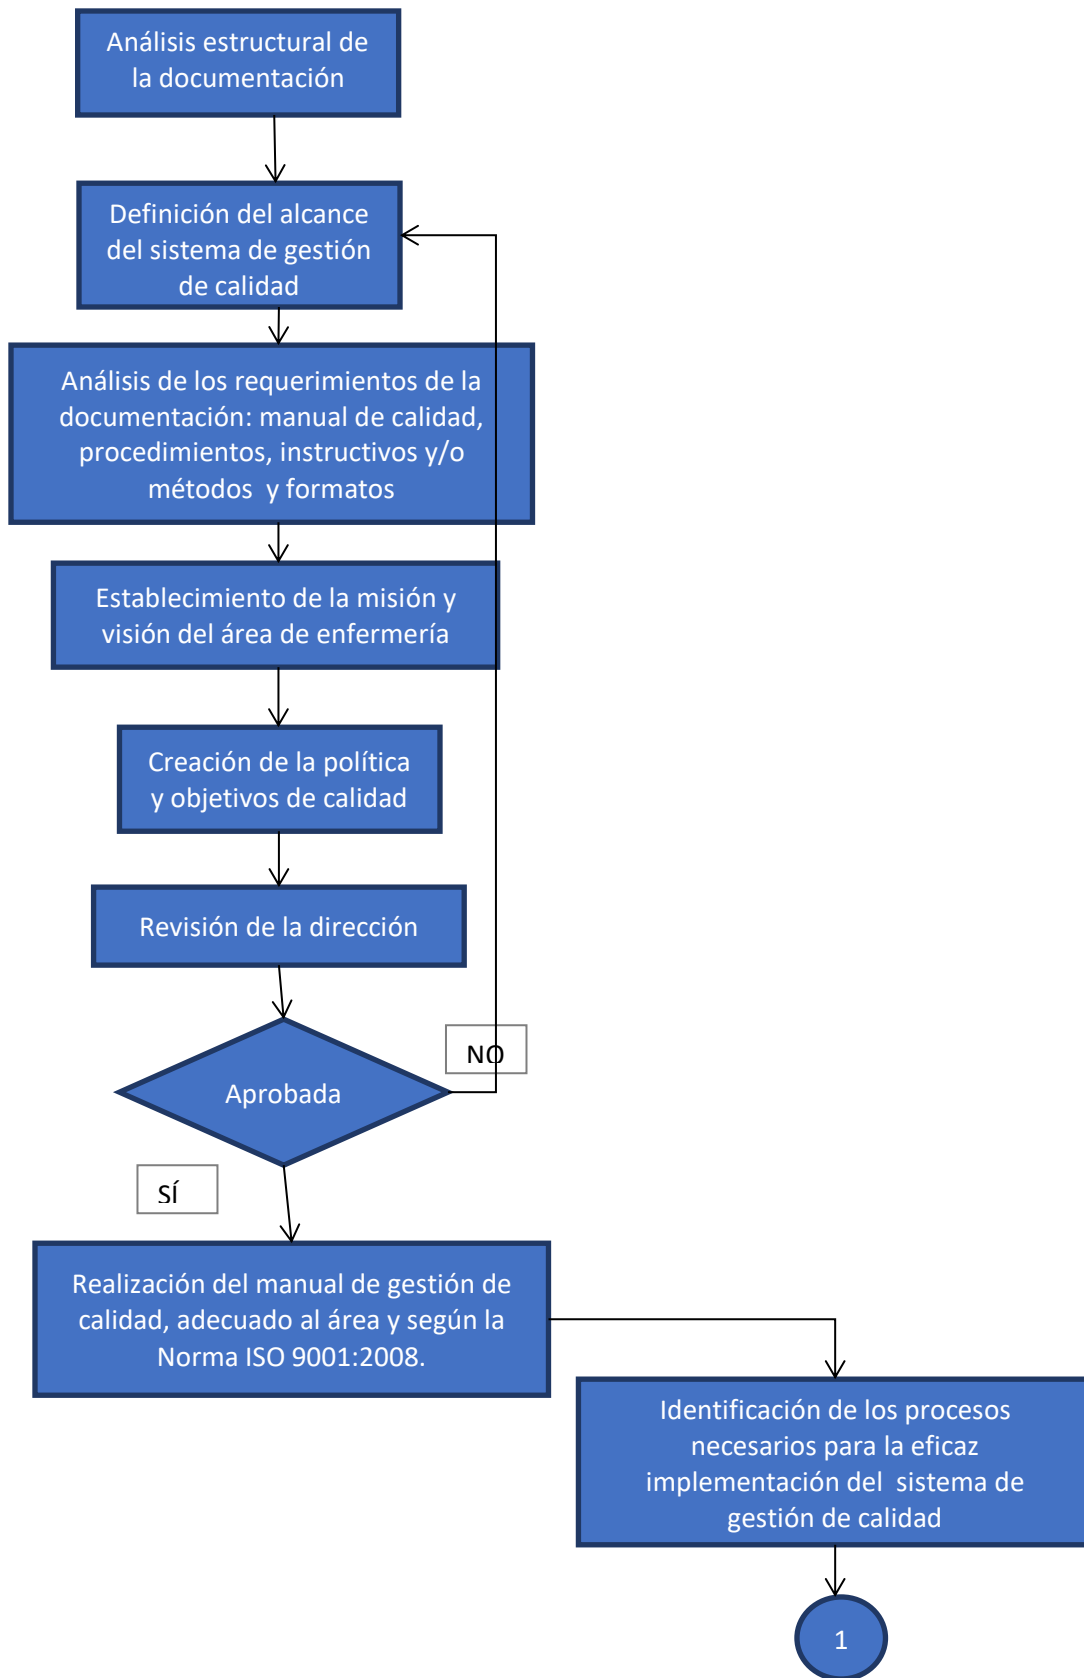 Análisis estructural de
la documentación
Definición del alcance
del sistema de gestión
de calidad
Análisis de los requerimientos de la
documentación: manual de calidad,
procedimientos, instructivos y/o
métodos  y formatos
Establecimiento de la misión y
visión del área de enfermería
Creación de la política
y objetivos de calidad
Revisión de la dirección
NO
Aprobada
SÍ
Realización del manual de gestión de
calidad, adecuado al área y según la
Norma ISO 9001:2008.
Identificación de los procesos
necesarios para la eficaz
implementación del  sistema de
gestión de calidad
1